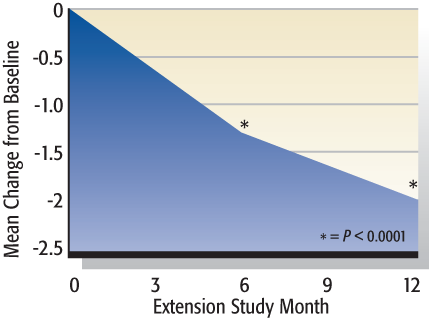 Mean Change from Baseline
0
-0.5
-1.0
-1.5
-2
-2.5
*
*
* = P < 0.0001
0 3 6 9 12
Extension Study Month